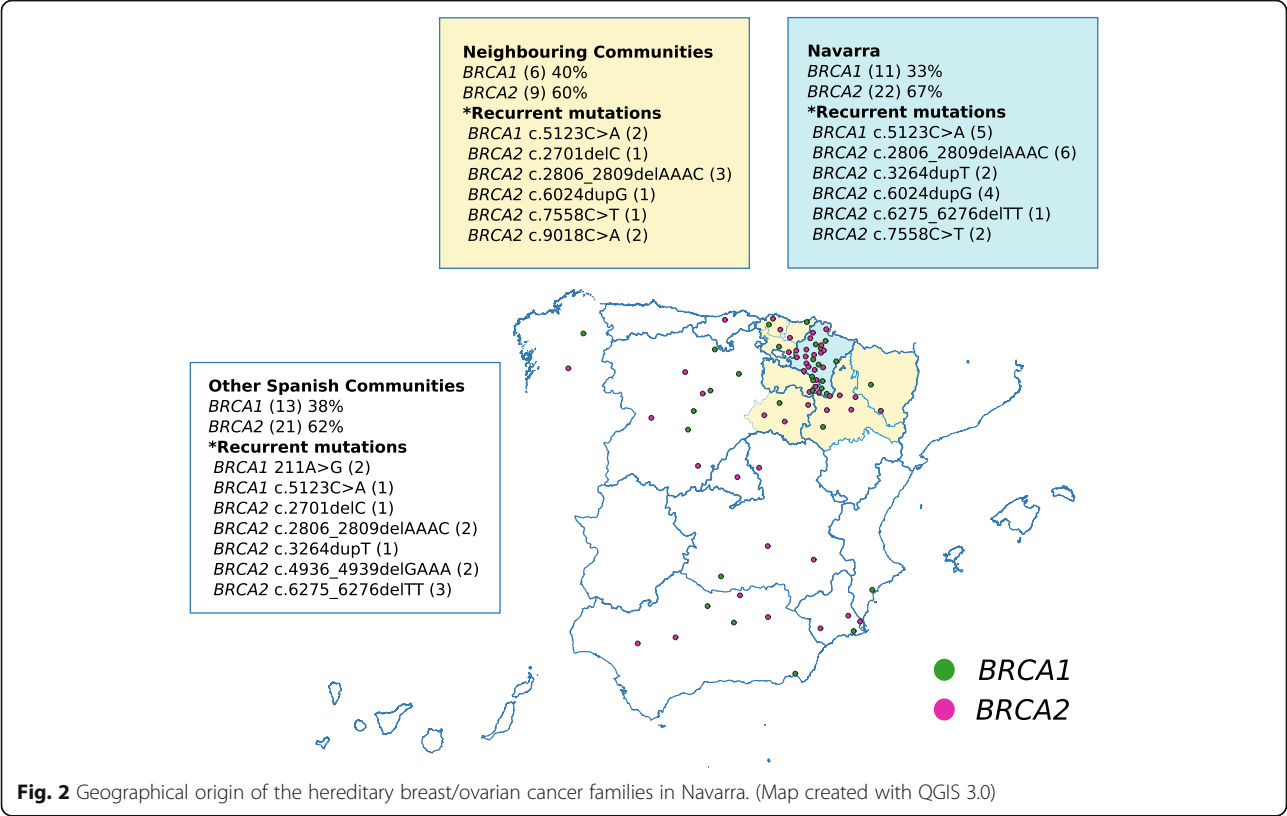 Neighbouring Communities
BRCA1 (6) 40%
BRCA2 (9) 60%
*Recurrent mutations
BRCA1 c.5123C>A (2)
BRCA2 c.2701delC (1)
BRCA2 c.2806_2809delAAAC (3)
BRCA2 c.6024dupG (1)
BRCA2 c.7558C>T (1)
BRCA2 c.9018C>A (2)
Navarra
BRCA1 (11) 33%
BRCA2 (22) 67%
*Recurrent mutations
BRCA1 c.5123C>A (5)
BRCA2 c.2806_2809delAAAC (6)
BRCA2 c.3264dupT (2)
BRCA2 c.6024dupG (4)
BRCA2 c.6275_6276delTT (1)
BRCA2 c.7558C>T (2)
Other Spanish Communities
BRCA1 (13) 38%
BRCA2 (21) 62%
*Recurrent mutations
BRCA1 211A>G (2)
BRCA1 c.5123C>A (1)
BRCA2 c.2701delC (1)
BRCA2 c.2806_2809delAAAC (2)
BRCA2 c.3264dupT (1)
BRCA2 c.4936_4939delGAAA (2)
BRCA2 c.6275_6276delTT (3)
BRCA1
BRCA2
Fig. 2 Geographical origin of the hereditary breast/ovarian cancer families in Navarra. (Map created with QGIS 3.0)